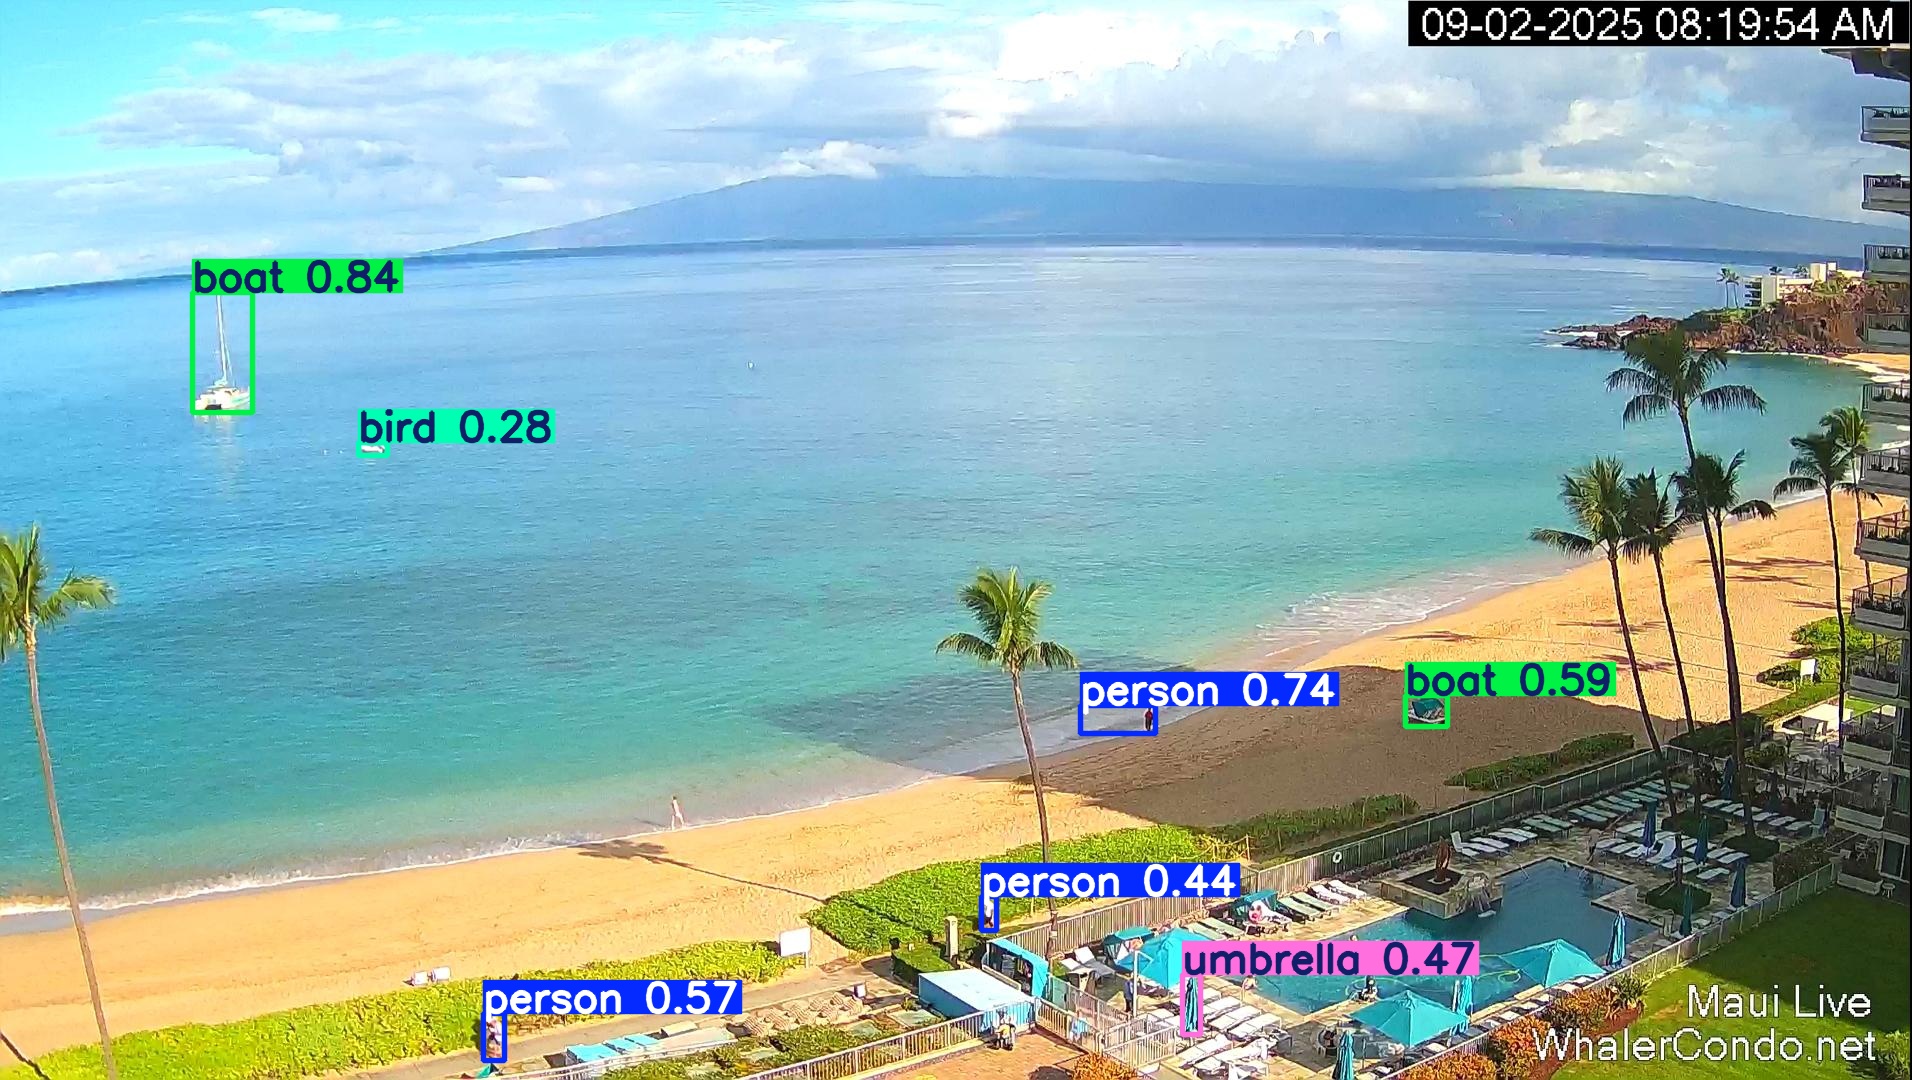 09-02-2025 08:19:54 AM
boat 0.84
bird 0.28
boat 0.59
person 0.74
person 0.44
umbrella 0.47
person 0.57
Maui Live
WhalerCondo.net